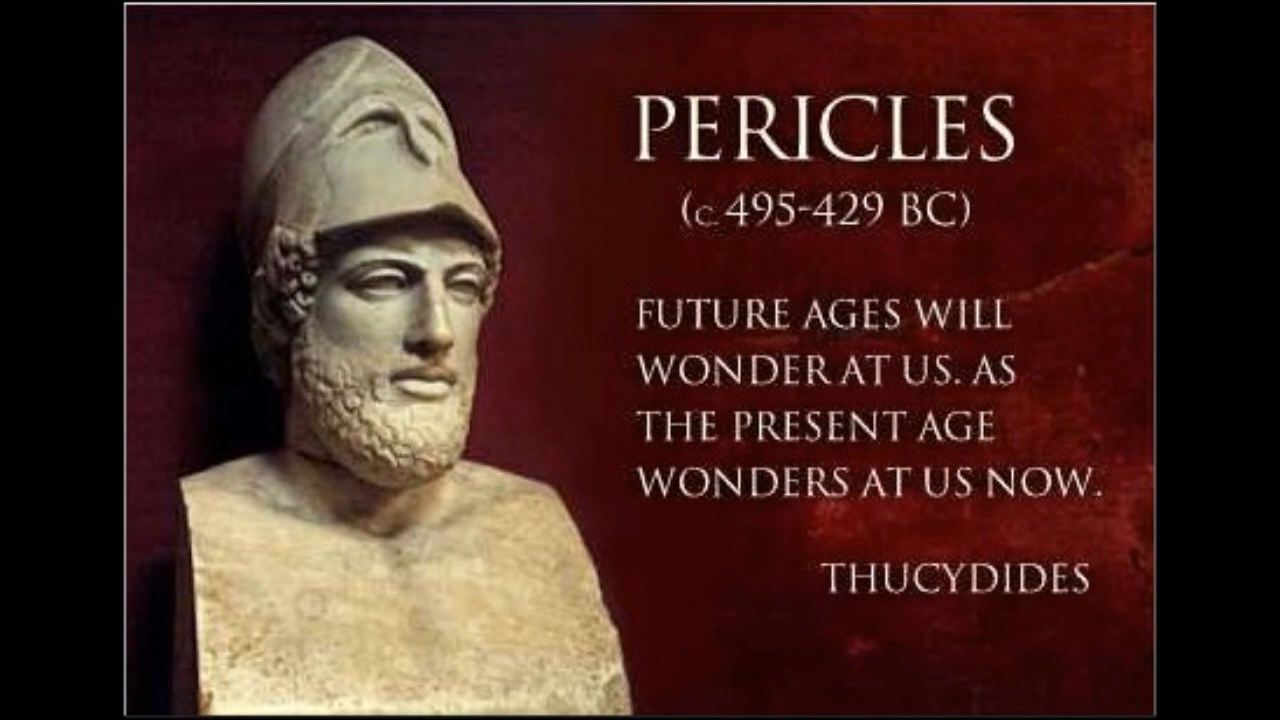 PERICLES
(c. 495-429 BC)
FUTURE AGES WILL
WONDER AT US. AS
THE PRESENT AGE
WONDERS AT US NOW.
THUCYDIDES